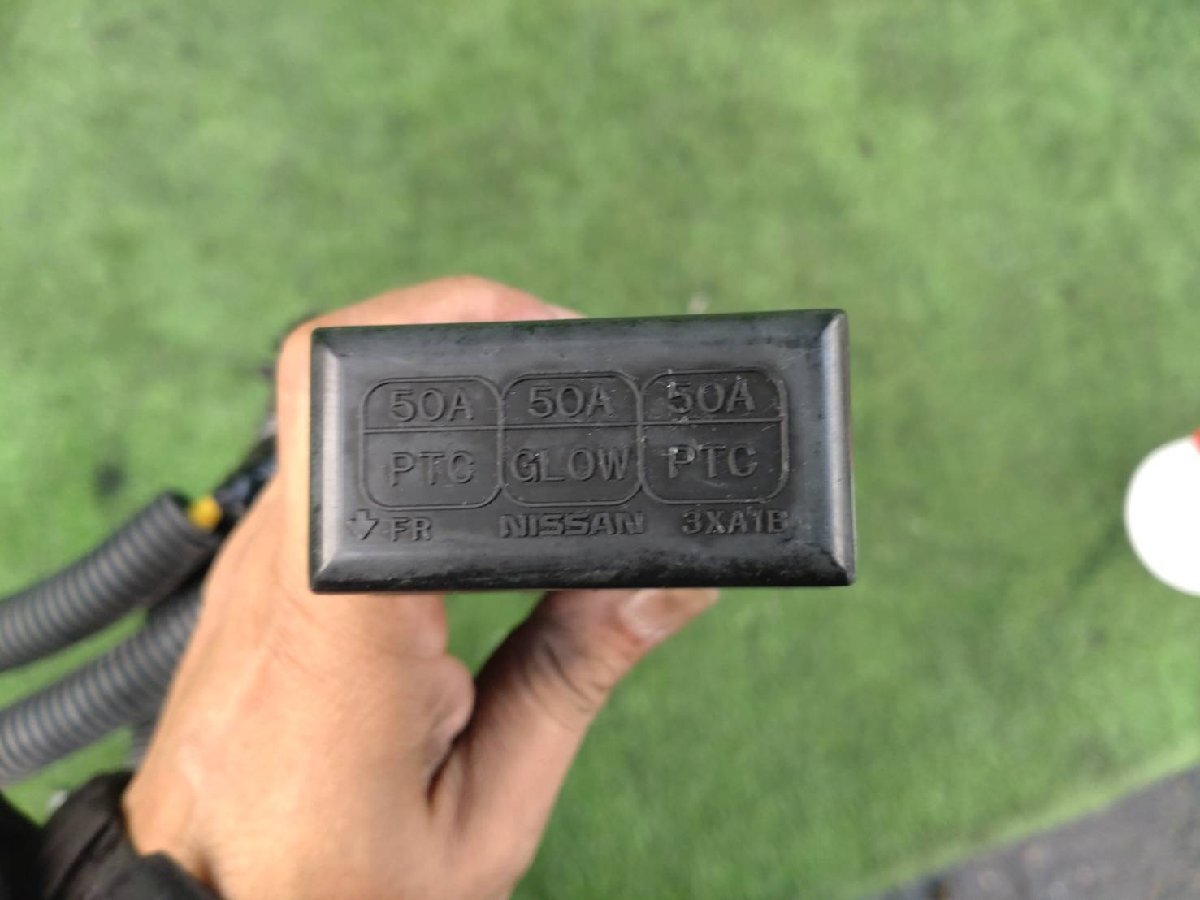 50A 50A 50A
PTC GLOW PTC
FR NISSAN 3XA1B